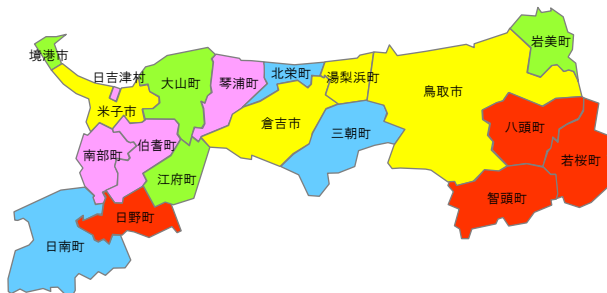 岩美町
境港市
日吉津村
大山町
琴浦町
北栄町
湯梨浜町
鳥取市
米子市
倉吉市
三朝町
八頭町
南部町
伯耆町
若桜町
江府町
智頭町
日野町
日南町